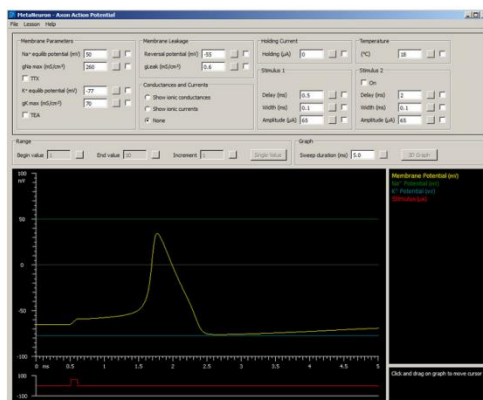 MetaNeuron - Axon Action Potential
File Lesson Help
Membrane Parameters
Na+ equilib potential (mV) 50
gNa max (mS/cm²) 260
TTX
K+ equilib potential (mV) -77
gK max (mS/cm²) 70
TEA
Membrane Leakage
Reversal potential (mV)
gLeak (mS/cm²) 0.6
Conductances and Currents
Show ionic conductances
Show ionic currents
None
Holding Current
Holding (µA) 0
Stimulus 1
Delay (ms) 0.5
Width (ms) 0.1
Amplitude (µA) 65
Temperature
(°C) 18
Stimulus 2
On
Delay (ms) 2
Width (ms) 0.1
Amplitude (µA) 65
Range
Begin value 1 End value 10 Increment 1 Single Value
Graph
Sweep duration (ms) 5.0 3D Graph
100
mV
50
0
-50
-100
0 ms 0.5 1 1.5 2 2.5 3 3.5 4 4.5 5
100
-100
Membrane Potential (mV)
Na+ Potential (mV)
K+ Potential (mV)
Stimulus (µA)
Click and drag on graph to move cursor